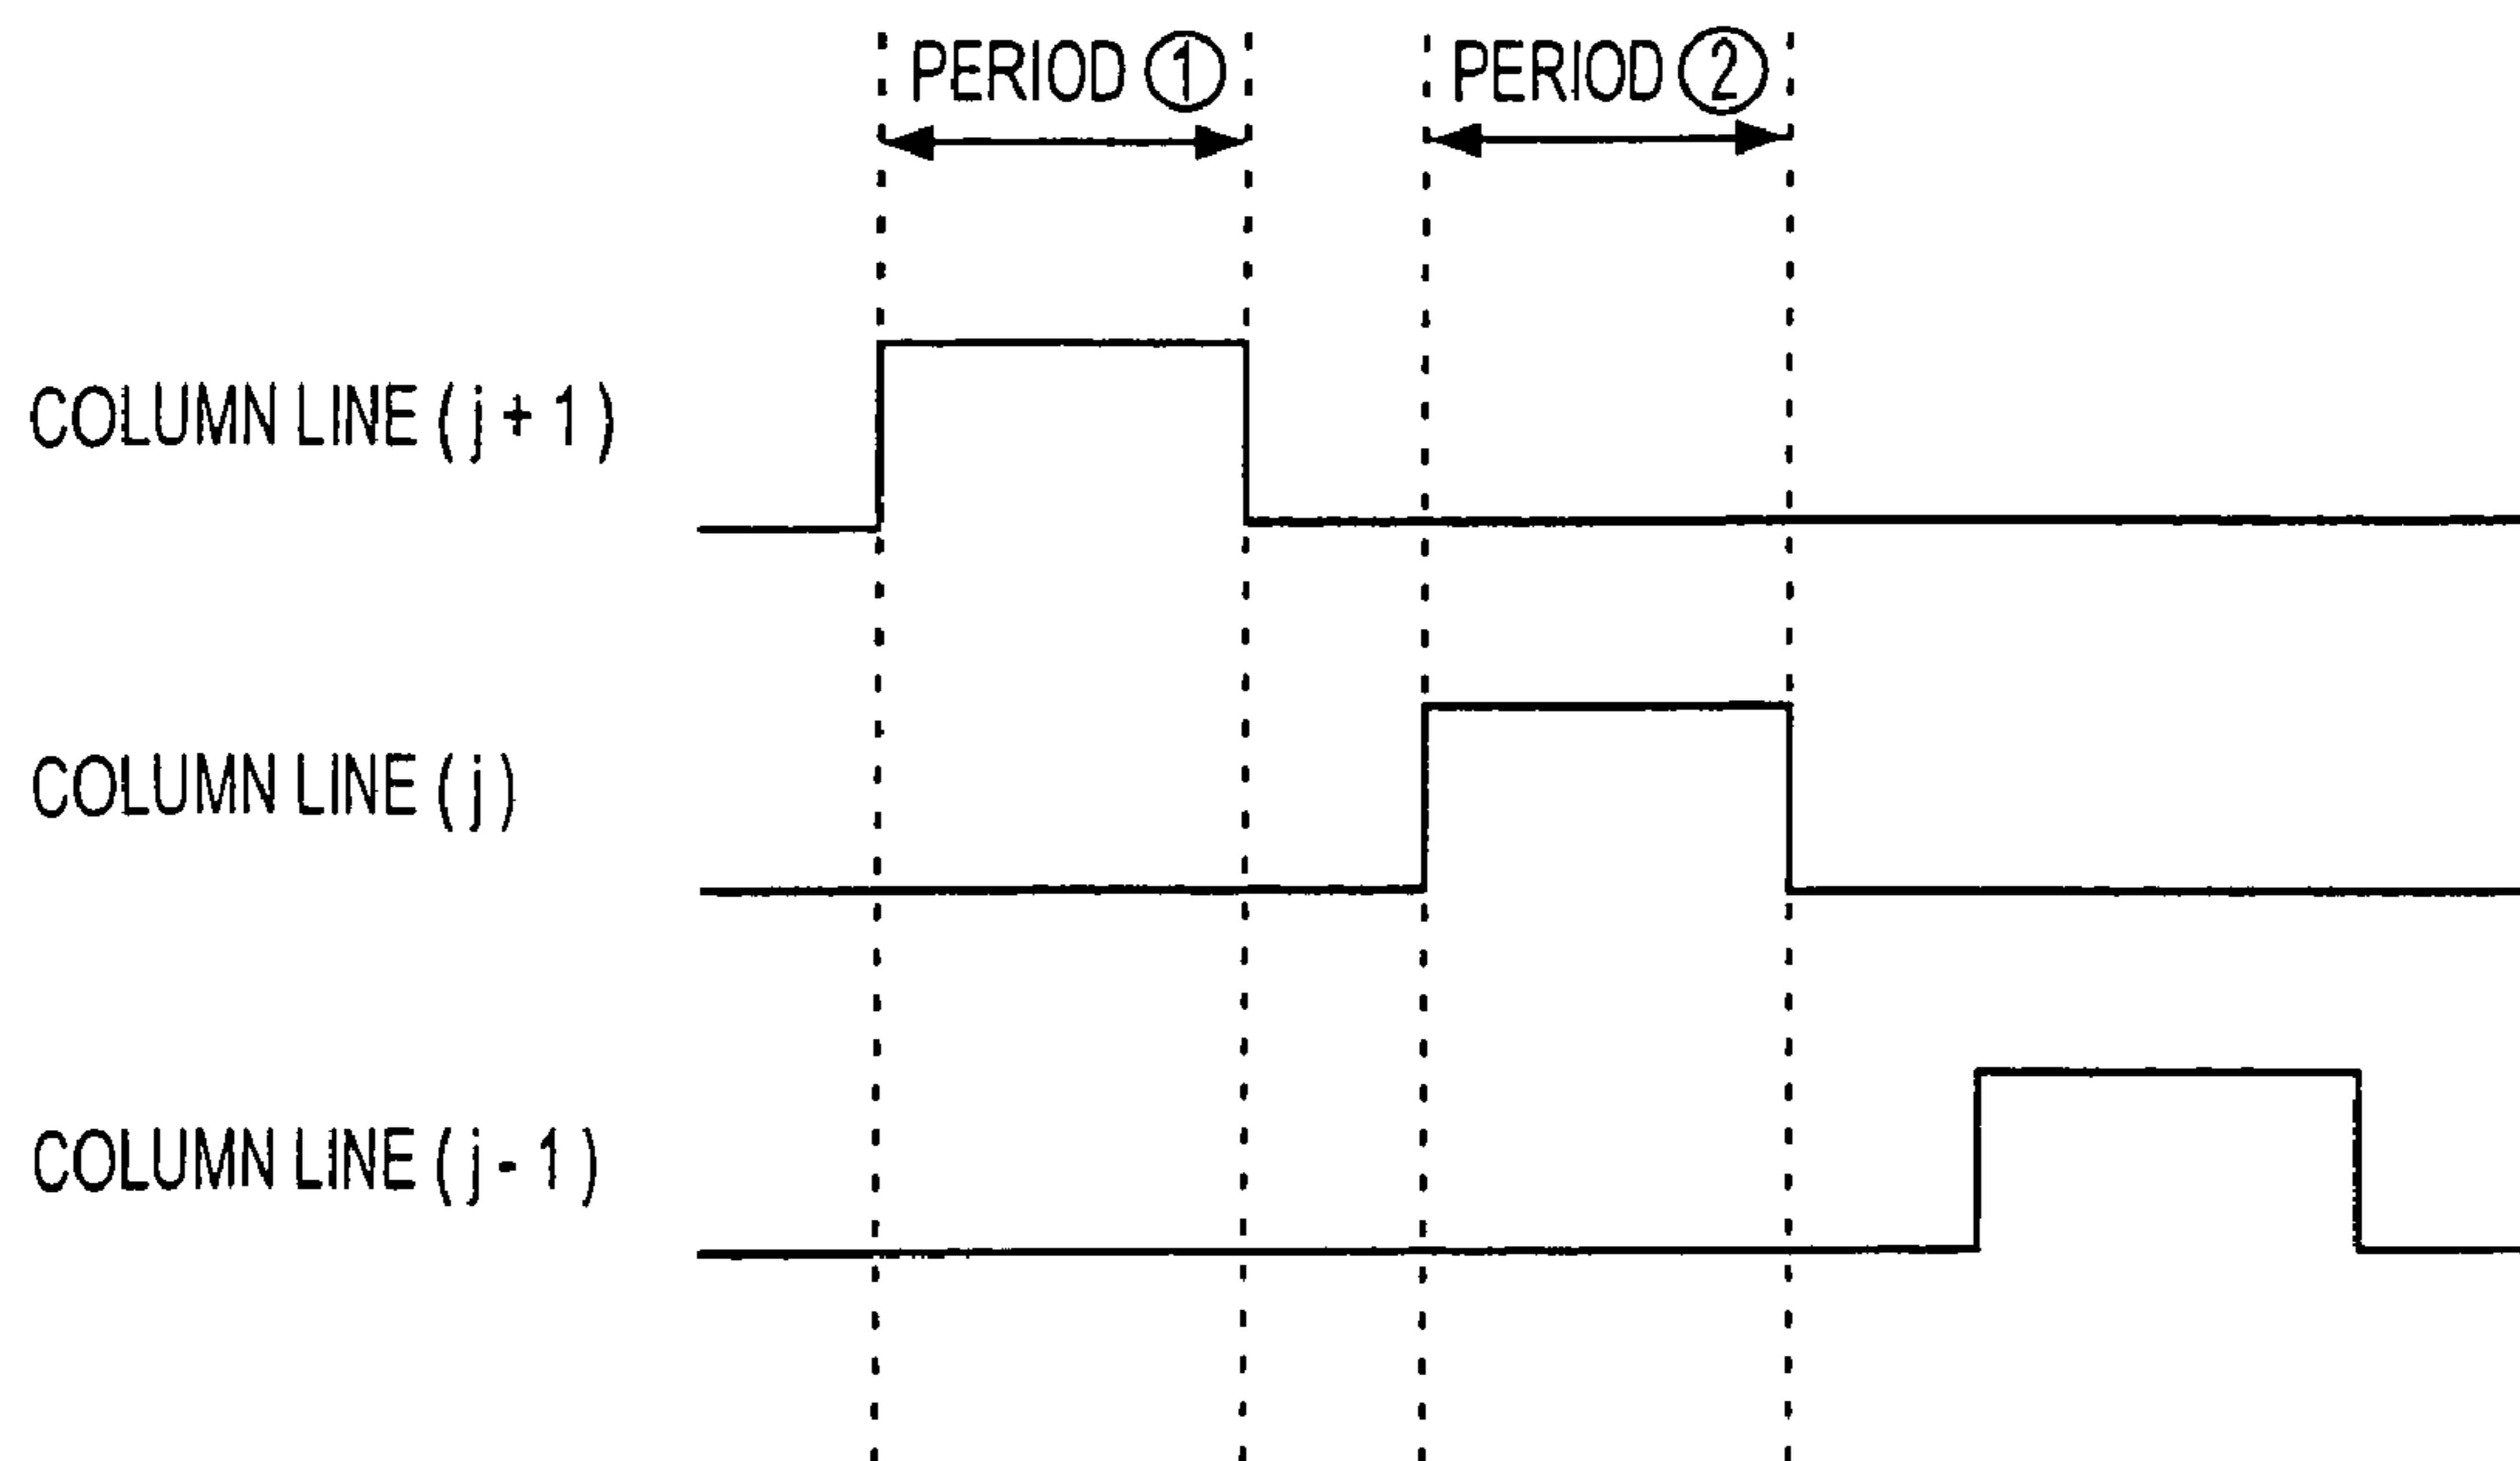 PERIOD ① PERIOD ②
COLUMN LINE ( j + 1 )
COLUMN LINE ( j )
COLUMN LINE ( j - 1 )